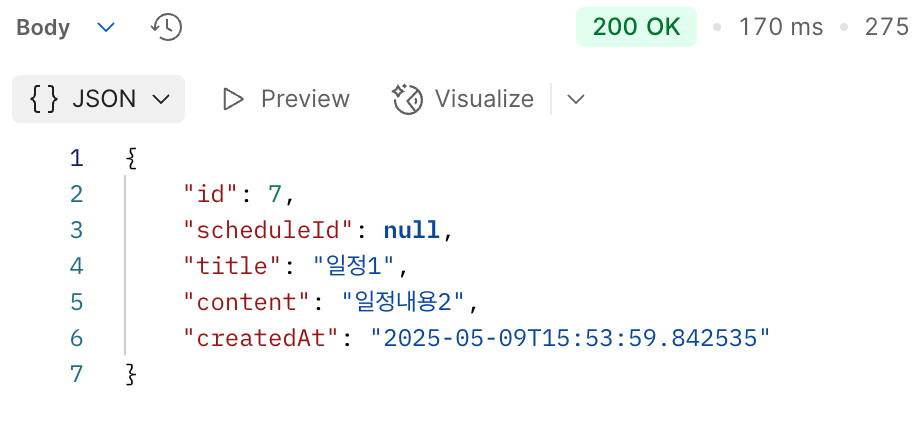 Body 200 OK • 170 ms • 275
{} JSON Preview Visualize
1 {
2 "id": 7,
3 "scheduleId": null,
4 "title": "일정1",
5 "content": "일정내용2",
6 "createdAt": "2025-05-09T15:53:59.842535"
7 }